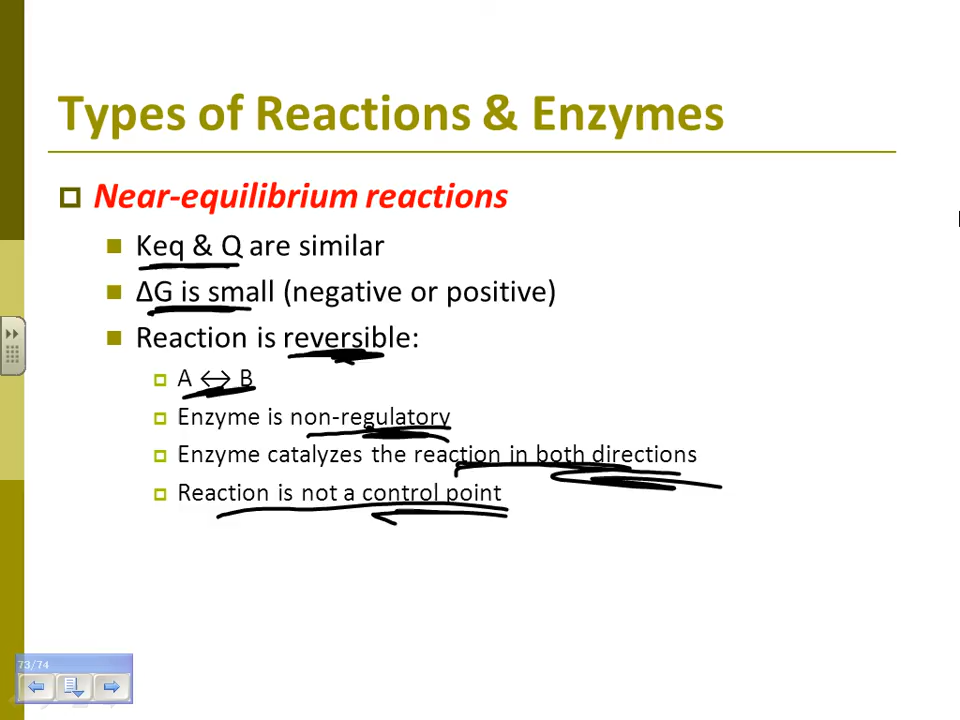 Types of Reactions & Enzymes
Near-equilibrium reactions
Keq & Q are similar
ΔG is small (negative or positive)
Reaction is reversible:
A ↔ B
Enzyme is non-regulatory
Enzyme catalyzes the reaction in both directions
Reaction is not a control point
73/74